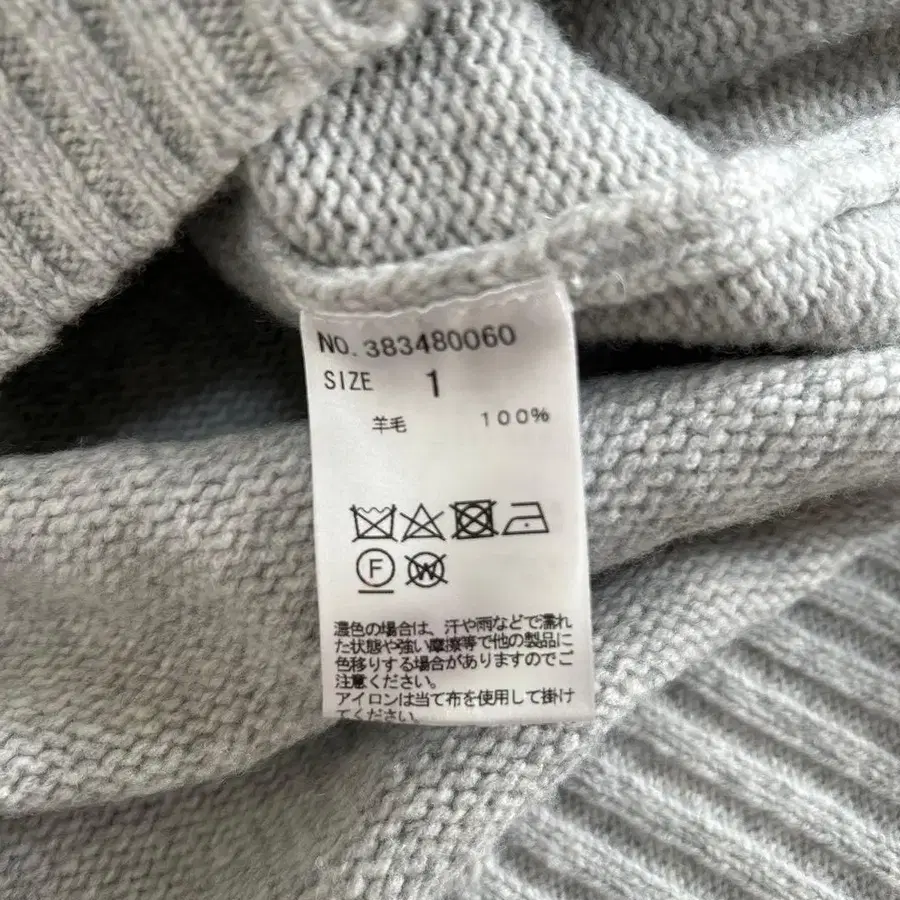 NO. 383480060
SIZE 1
羊毛 100%
F W
濃色の場合は、汗や雨などで濡れ
た状態や強い摩擦等で他の製品に
色移りする場合がありますのでご
注意ください。
アイロンは当て布を使用して掛け
てください。